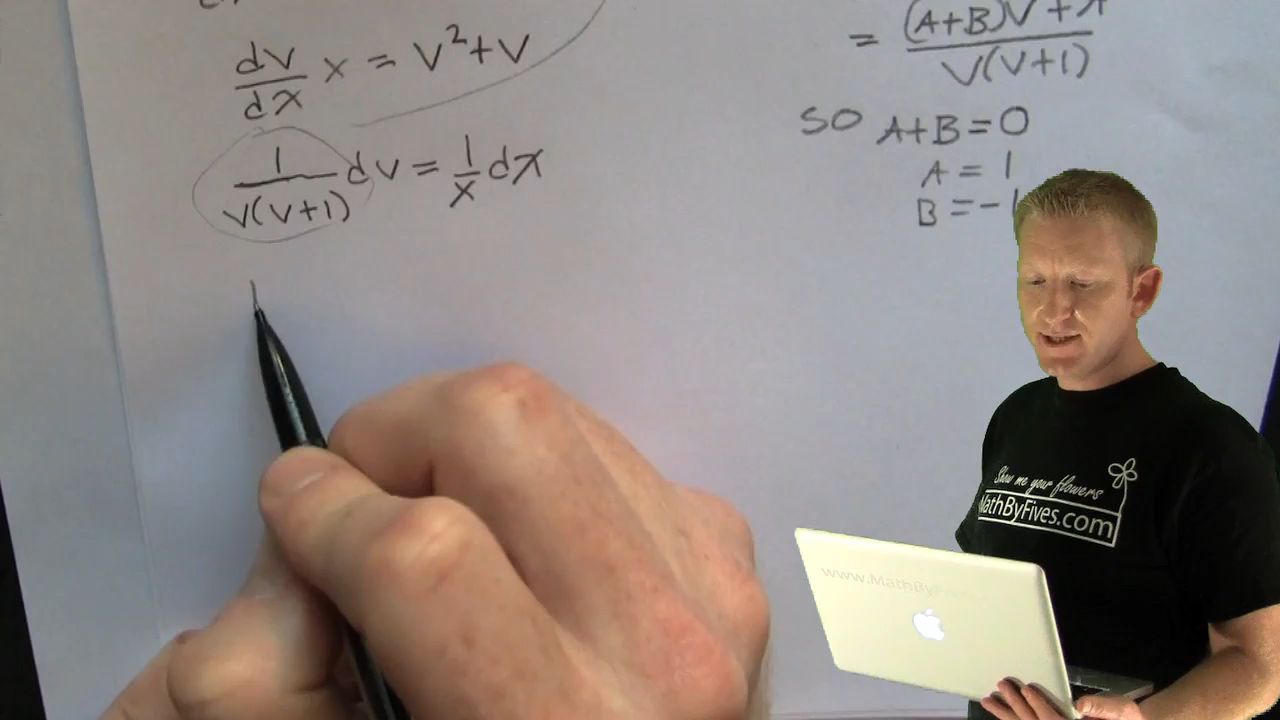 dv/dx x = v² + v
1/(v(v+1)) dv = 1/x dx
= ((A+B)v + A)/(v(v+1))
SO A+B=0
A = 1
B = -1
Show me your flowers
MathByFives.com
www.MathByFives